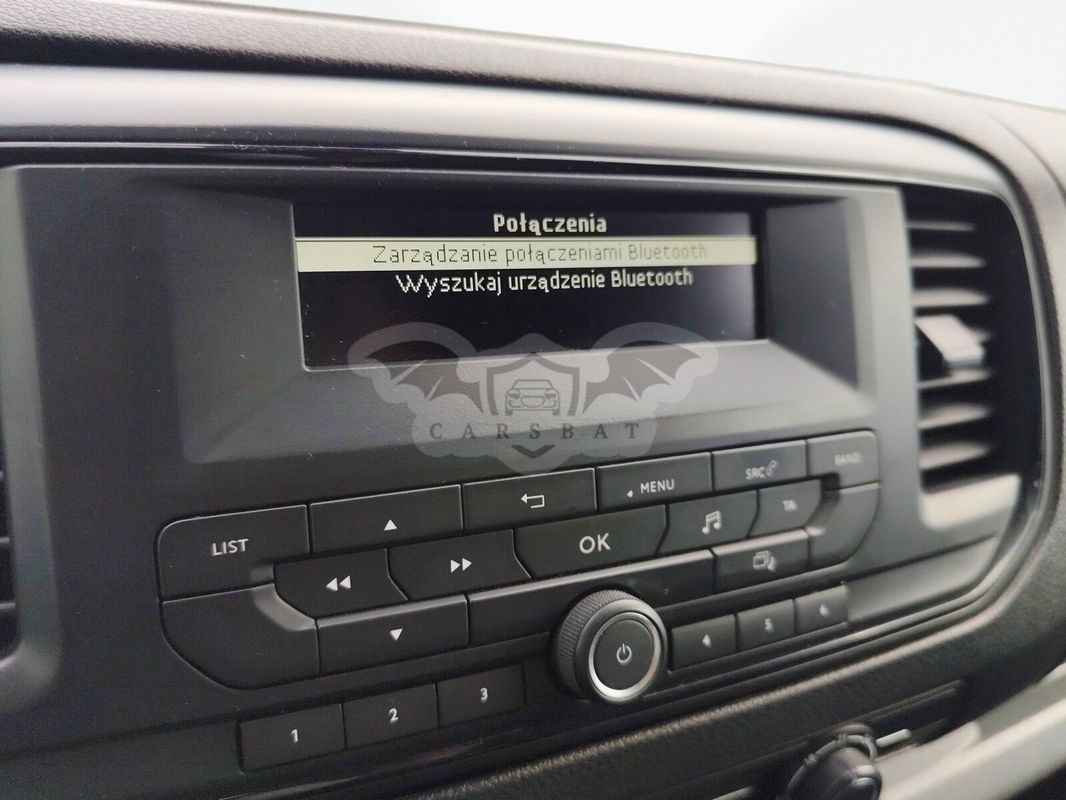 Połączenia
Zarządzanie połączeniami Bluetooth
Wyszukaj urządzenie Bluetooth
CARSBAT
LIST
MENU
SRC
BAND
OK
TA
1
2
3
4
5
6